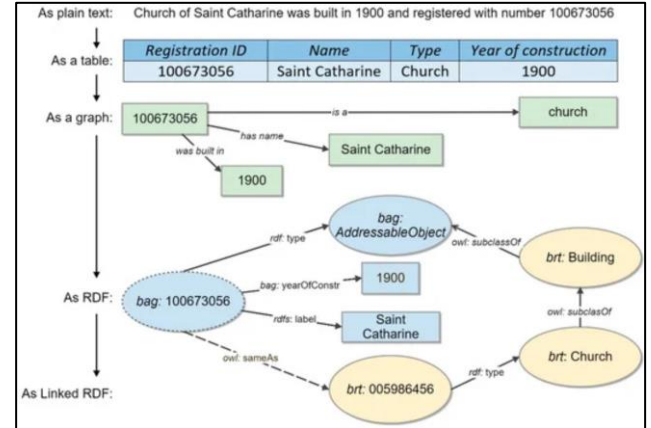 As plain text: Church of Saint Catharine was built in 1900 and registered with number 100673056
As a table:
Registration ID Name Type Year of construction
100673056 Saint Catharine Church 1900
As a graph:
100673056
is a
church
has name
Saint Catharine
was built in
1900
bag:
AddressableObject
rdf: type
owl: subclassOf
brt: Building
As RDF:
bag: 100673056
bag: yearOfConstr
1900
rdfs: label
Saint
Catharine
owl: subclasOf
owl: sameAs
As Linked RDF:
brt: 005986456
rdf: type
brt: Church